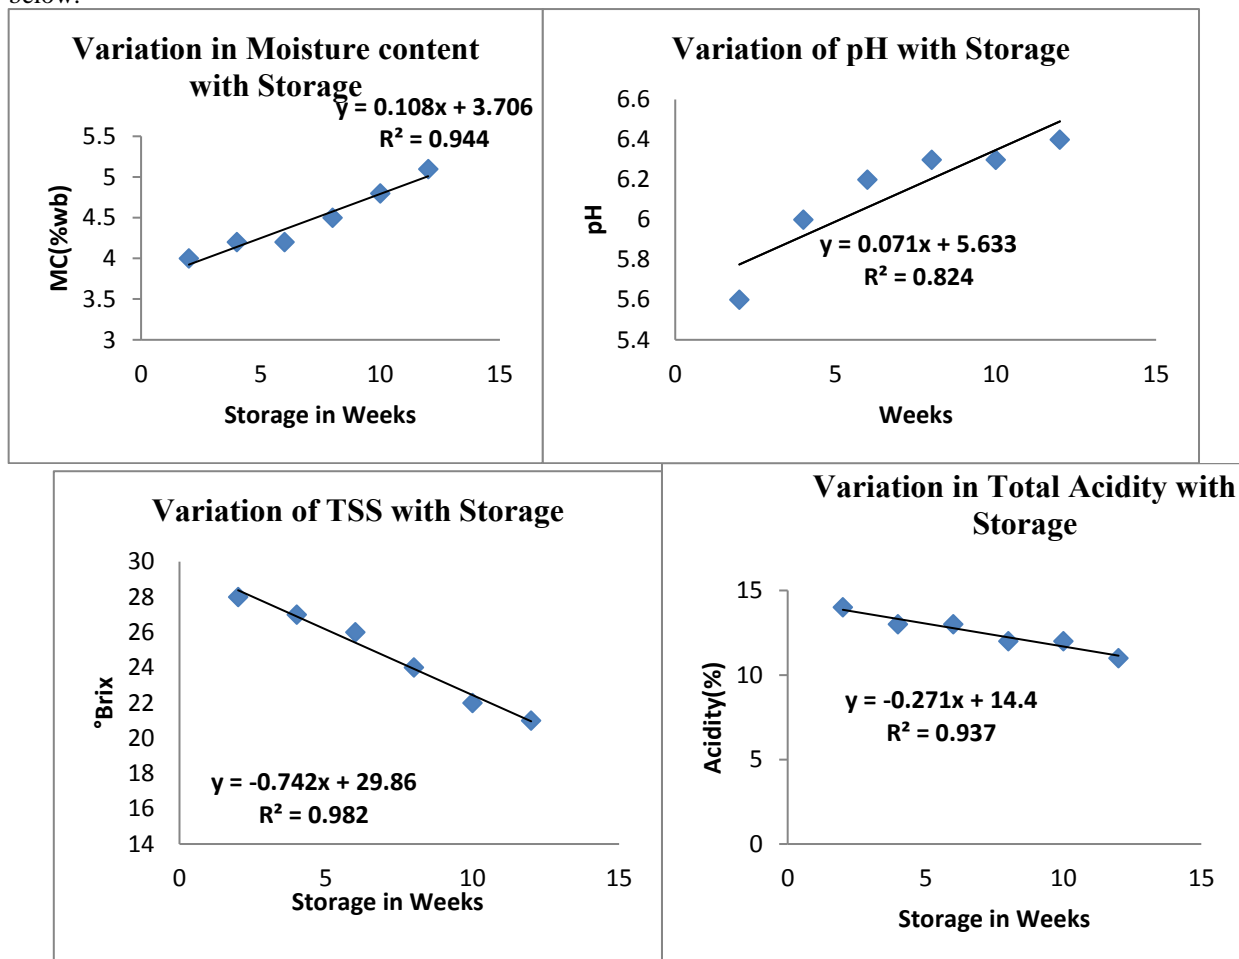 below.
Variation in Moisture content
with Storage
y = 0.108x + 3.706
R² = 0.944
5.5
5
4.5
4
3.5
3
MC(%wb)
0 5 10 15
Storage in Weeks
Variation of pH with Storage
6.6
6.4
6.2
6
5.8
5.6
5.4
pH
y = 0.071x + 5.633
R² = 0.824
0 5 10 15
Weeks
Variation of TSS with Storage
30
28
26
24
22
20
18
16
14
°Brix
y = -0.742x + 29.86
R² = 0.982
0 5 10 15
Storage in Weeks
Variation in Total Acidity with
Storage
15
10
5
0
Acidity(%)
y = -0.271x + 14.4
R² = 0.937
0 5 10 15
Storage in Weeks